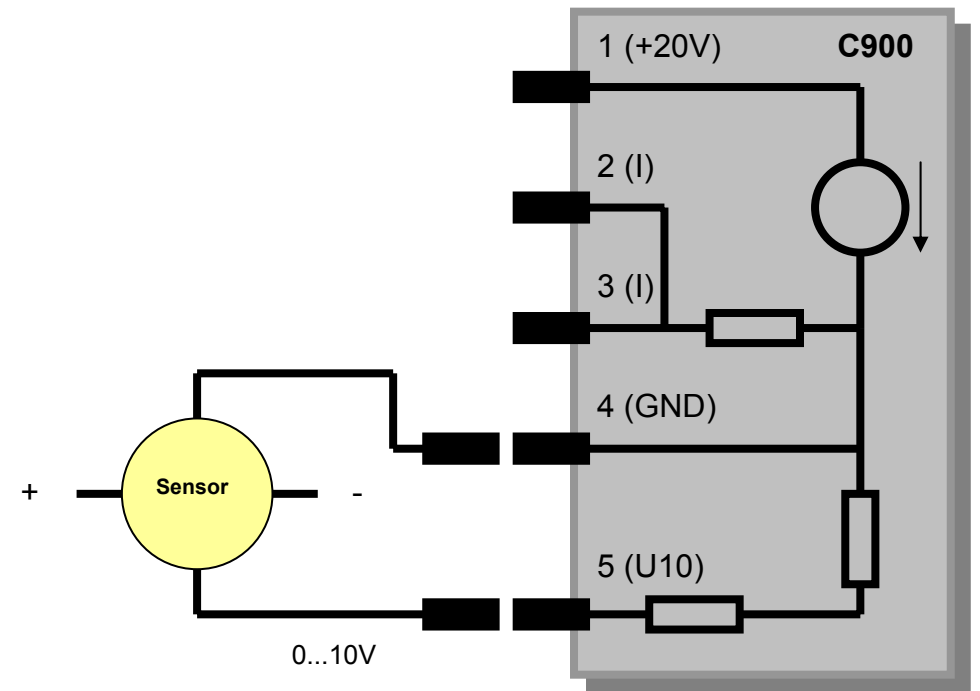 1 (+20V)
C900
2 (I)
3 (I)
4 (GND)
+
Sensor
-
5 (U10)
0...10V